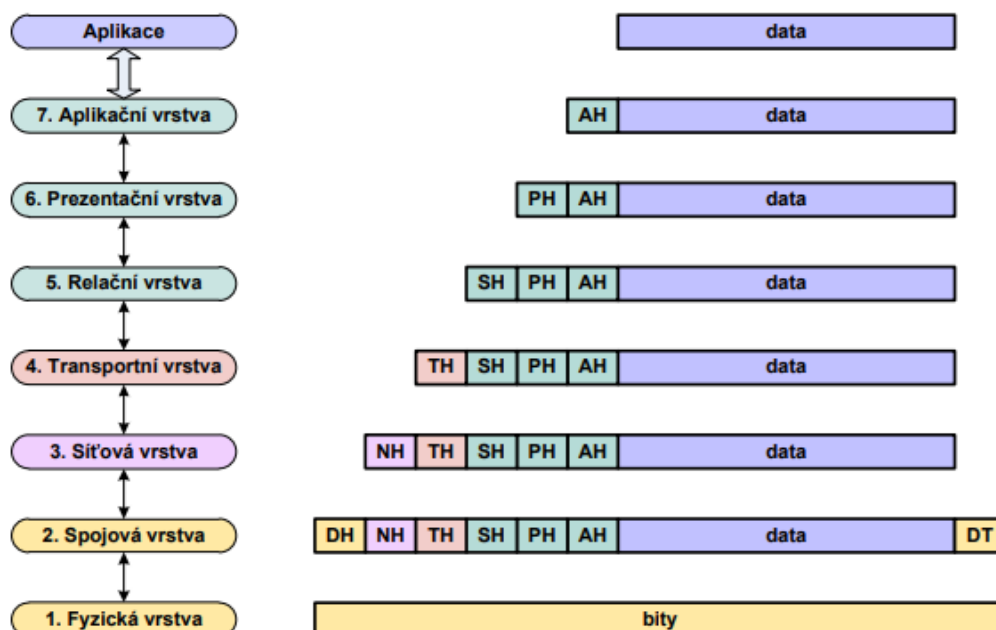 Aplikace data
7. Aplikační vrstva AH data
6. Prezentační vrstva PH AH data
5. Relační vrstva SH PH AH data
4. Transportní vrstva TH SH PH AH data
3. Síťová vrstva NH TH SH PH AH data
2. Spojová vrstva DH NH TH SH PH AH data DT
1. Fyzická vrstva bity